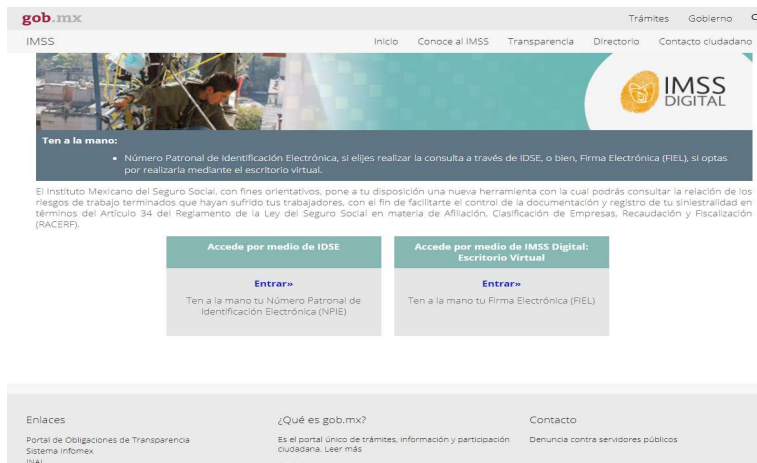 gob.mx
Trámites Gobierno
IMSS
Inicio Conoce al IMSS Transparencia Directorio Contacto ciudadano
IMSS
DIGITAL
Ten a la mano:
• Número Patronal de Identificación Electrónica, si elijes realizar la consulta a través de IDSE, o bien, Firma Electrónica (FIEL), si optas
por realizarla mediante el escritorio virtual.
El Instituto Mexicano del Seguro Social, con fines orientativos, pone a tu disposición una nueva herramienta con la cual podrás consultar la relación de los
riesgos de trabajo terminados que hayan sufrido tus trabajadores, con el fin de facilitarte el control de la documentación y registro de tu siniestralidad en
términos del Artículo 34 del Reglamento de la Ley del Seguro Social en materia de Afiliación, Clasificación de Empresas, Recaudación y Fiscalización
(RACERF).
Accede por medio de IDSE
Entrar»
Ten a la mano tu Número Patronal de
Identificación Electrónica (NPIE)
Accede por medio de IMSS Digital:
Escritorio Virtual
Entrar»
Ten a la mano tu Firma Electrónica (FIEL)
Enlaces
Portal de Obligaciones de Transparencia
Sistema Infomex
INAI
¿Qué es gob.mx?
Es el portal único de trámites, información y participación
ciudadana. Leer más
Contacto
Denuncia contra servidores públicos